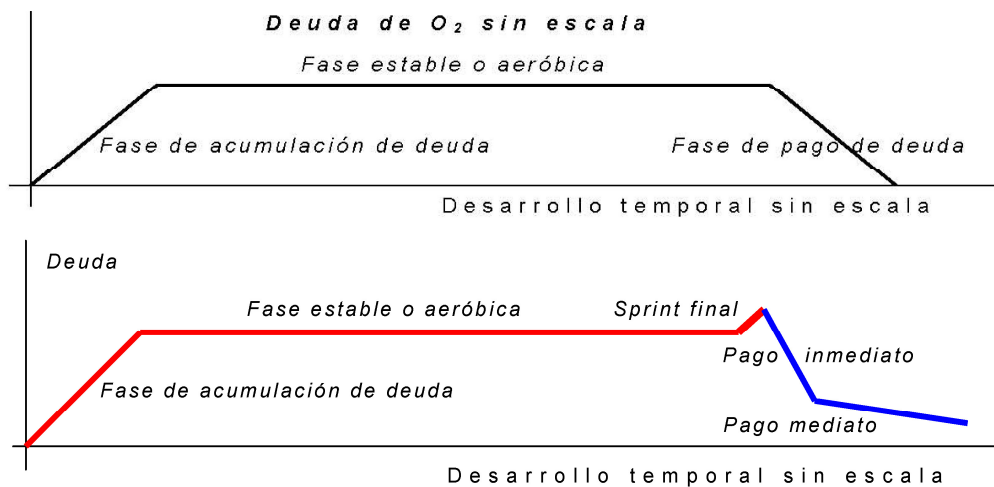 Deuda de O₂ sin escala
Fase estable o aeróbica
Fase de acumulación de deuda
Fase de pago de deuda
Desarrollo temporal sin escala
Deuda
Fase estable o aeróbica
Sprint final
Pago inmediato
Fase de acumulación de deuda
Pago mediato
Desarrollo temporal sin escala